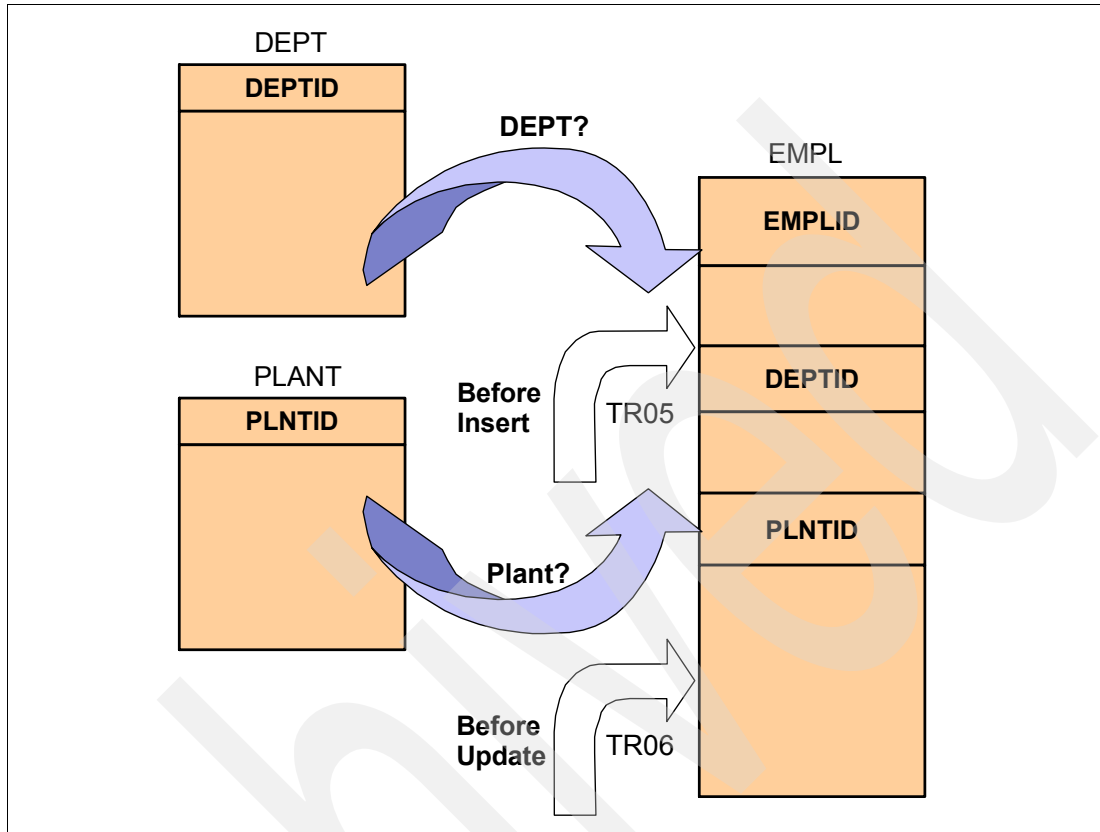 DEPT
DEPTID
DEPT?
EMPL
EMPLID
PLANT
PLNTID
Before
Insert
TR05
DEPTID
PLNTID
Plant?
Before
Update
TR06